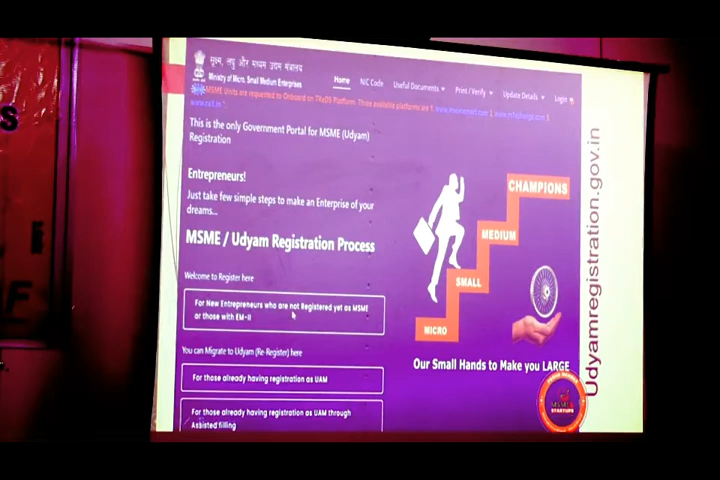 सूक्ष्म, लघु और मध्यम उद्यम मंत्रालय
Ministry of Micro, Small Medium Enterprises
Home NIC Code Useful Documents Print / Verify Update Details Login
MSME Units are requested to Onboard on TReDS Platform. Three available platforms are 1.
This is the only Government Portal for MSME (Udyam)
Registration
Entrepreneurs!
Just take few simple steps to make an Enterprise of your
dreams...
MSME / Udyam Registration Process
Welcome to Register here
For New Entrepreneurs who are not Registered yet as MSME
or those with EM-II
You can Migrate to Udyam (Re-Register) here
For those already having registration as UAM
For those already having registration as UAM through
Assisted filling
CHAMPIONS
MEDIUM
SMALL
MICRO
Our Small Hands to Make you LARGE
STARTUPS
Udyamregistration.gov.in